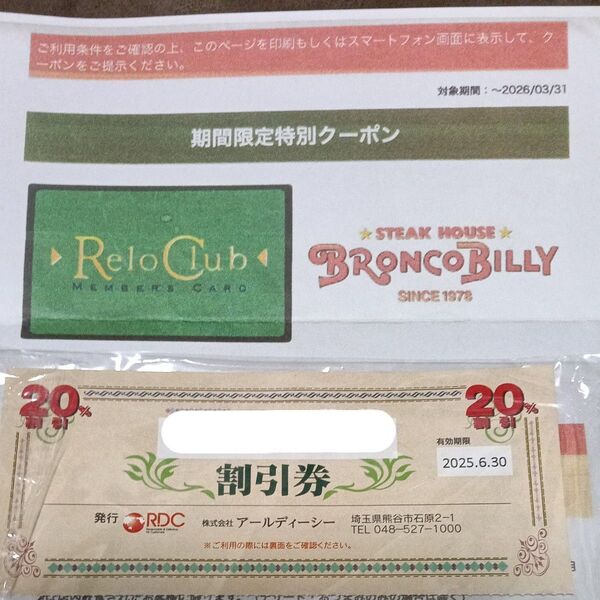 ご利用条件をご確認の上、このページを印刷もしくはスマートフォン画面に表示して、ク
ーポンをご提示ください。
対象期間：～2026/03/31
期間限定特別クーポン
Relo Club
MEMBER'S CARD
STEAK HOUSE
BRONCO BILLY
SINCE 1978
20%
割引
20%
割引
有効期限
2025.6.30
割引券
発行 RDC 株式会社 アールディーシー
埼玉県熊谷市石原2-1
TEL 048-527-1000
※ご利用の際には裏面をご確認ください。
月